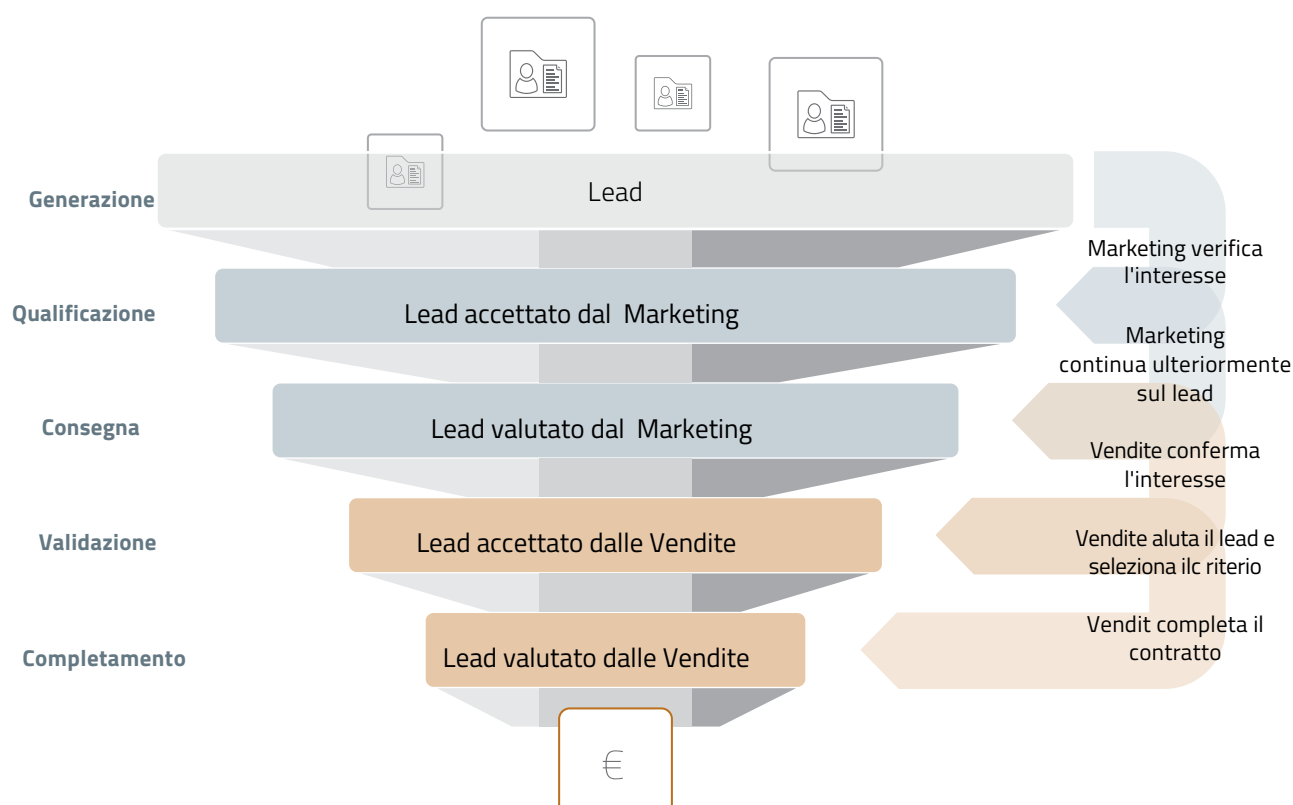 Generazione
Lead
Marketing verifica
l'interesse
Qualificazione
Lead accettato dal Marketing
Marketing
continua ulteriormente
sul lead
Consegna
Lead valutato dal Marketing
Vendite conferma
l'interesse
Validazione
Lead accettato dalle Vendite
Vendite aluta il lead e
seleziona ilc riterio
Completamento
Lead valutato dalle Vendite
Vendit completa il
contratto
€